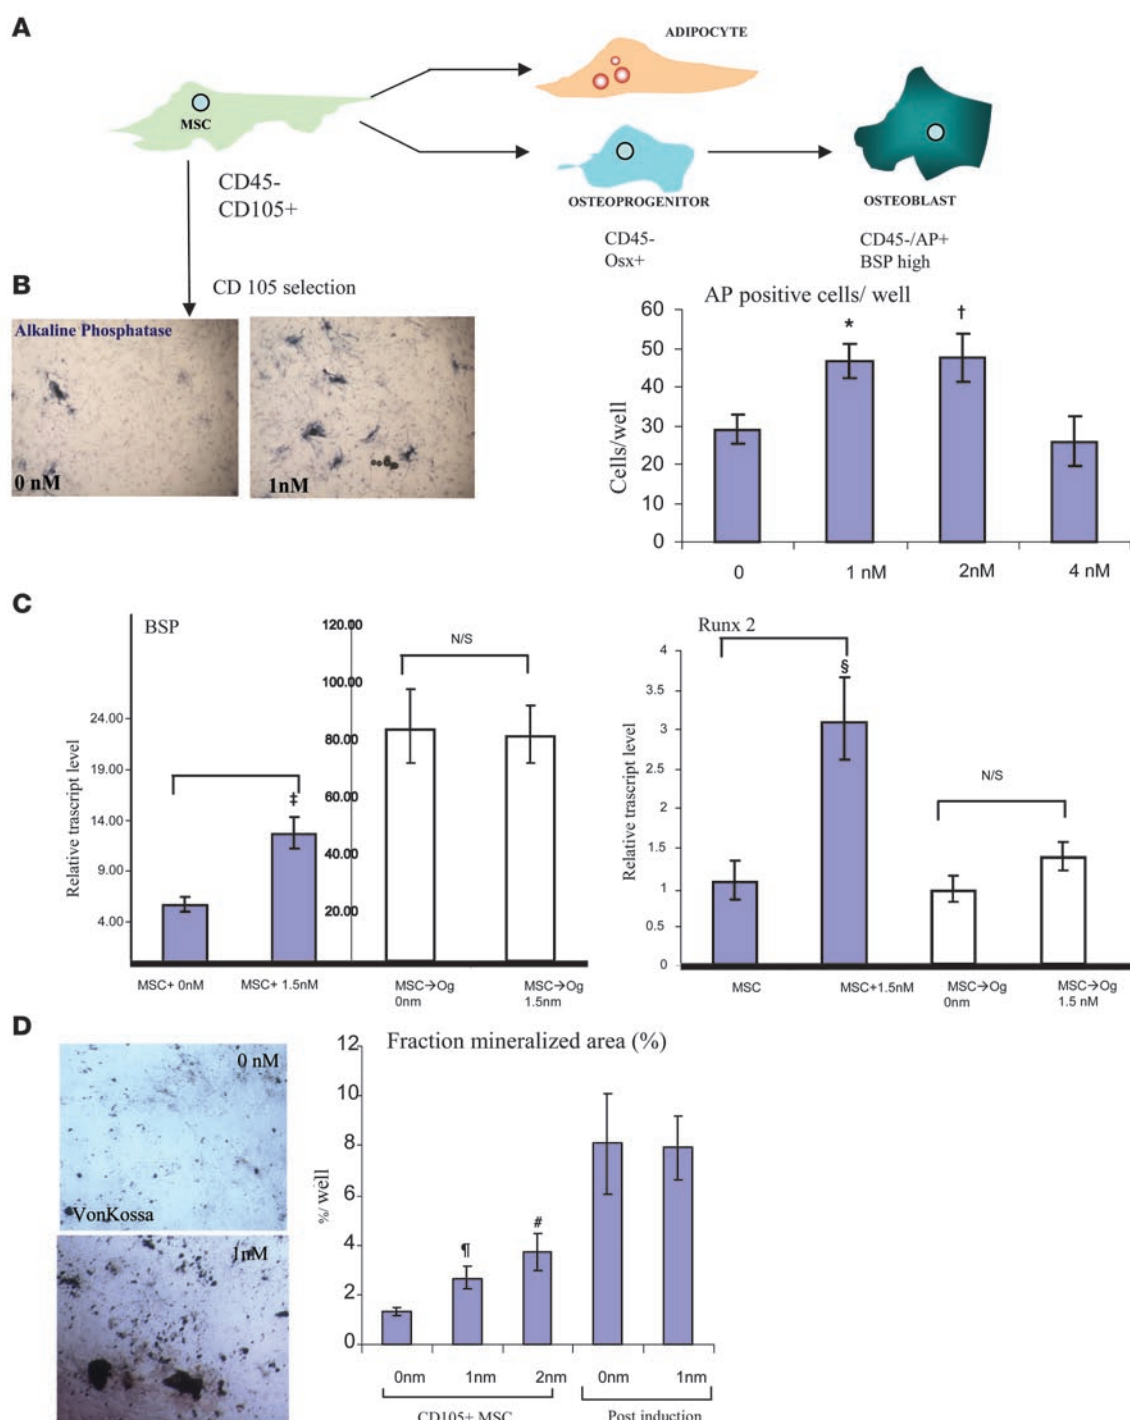 A
ADIPOCYTE
MSC
CD45-
CD105+
OSTEOPROGENITOR
OSTEOBLAST
CD45-
Osx+
CD45-/AP+
BSP high
B
CD 105 selection
Alkaline Phosphatase
0 nM
1nM
AP positive cells/ well
Cells/well
60
50
40
30
20
10
0
*
†
0
1 nM
2nM
4 nM
C
BSP
Relative trascript level
24.00
19.00
14.00
9.00
4.00
‡
120.00
100.00
80.00
60.00
40.00
20.00
N/S
MSC+ 0nM
MSC+ 1.5nM
MSC→Og
0nm
MSC→Og
1.5nm
Runx 2
Relative trascript level
4
3.5
3
2.5
2
1.5
1
0.5
0
§
N/S
MSC
MSC+1.5nM
MSC→Og
0nm
MSC→Og
1.5 nM
D
0 nM
VonKossa
1nM
Fraction mineralized area (%)
%/ well
12
10
8
6
4
2
0
¶
#
0nm
1nm
2nm
0nm
1nm
CD105+ MSC
Post induction